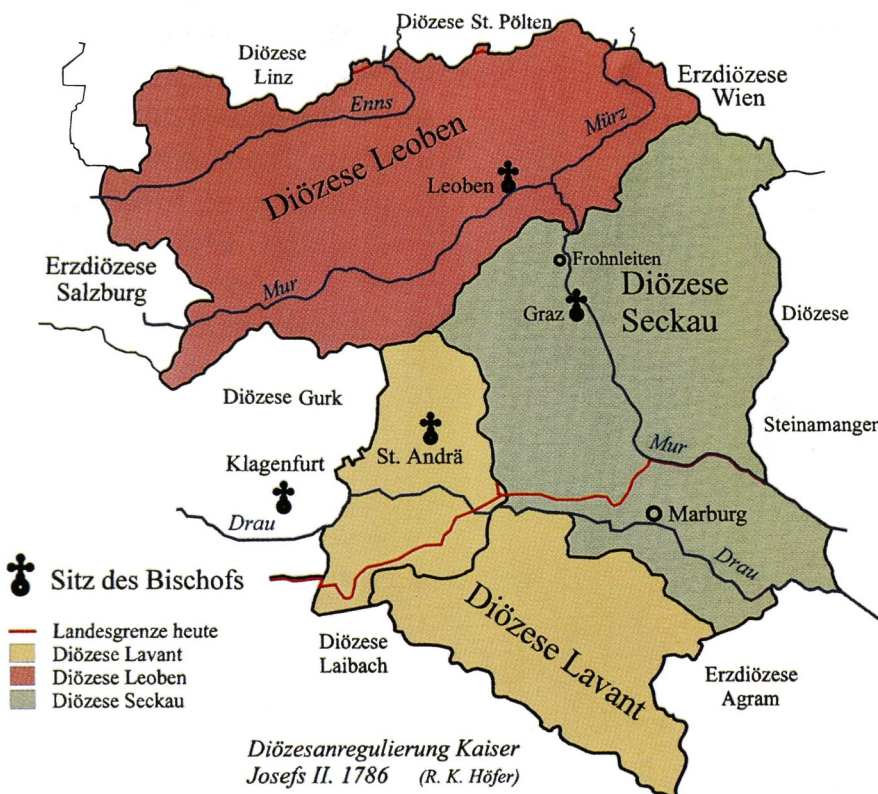 Diözese St. Pölten
Diözese
Linz
Erzdiözese
Wien
Enns
Mürz
Diözese Leoben
Leoben
Erzdiözese
Salzburg
Mur
Frohnleiten
Diözese
Seckau
Graz
Diözese
Steinamanger
Diözese Gurk
Klagenfurt
St. Andrä
Mur
Drau
Marburg
Drau
Sitz des Bischofs
Landesgrenze heute
Diözese Lavant
Diözese Leoben
Diözese Seckau
Diözese
Laibach
Diözese Lavant
Erzdiözese
Agram
Diözesanregulierung Kaiser
Josefs II. 1786 (R. K. Höfer)